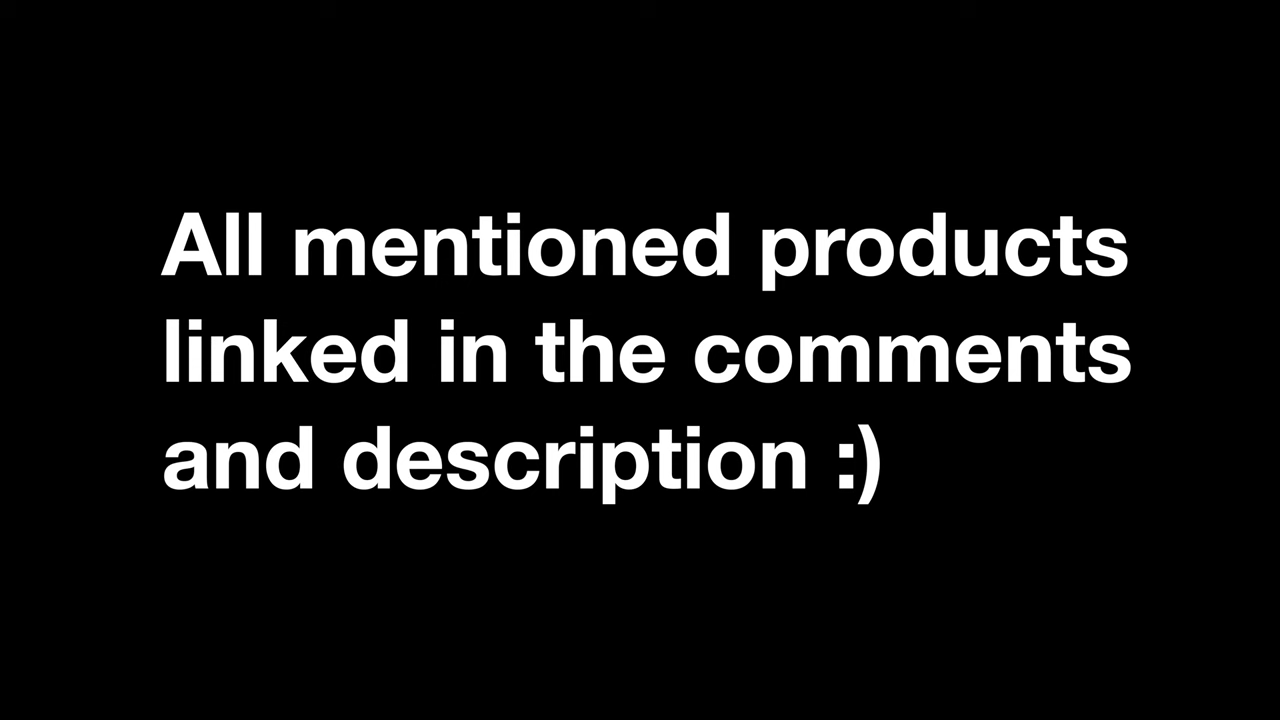 All mentioned products
linked in the comments
and description :)